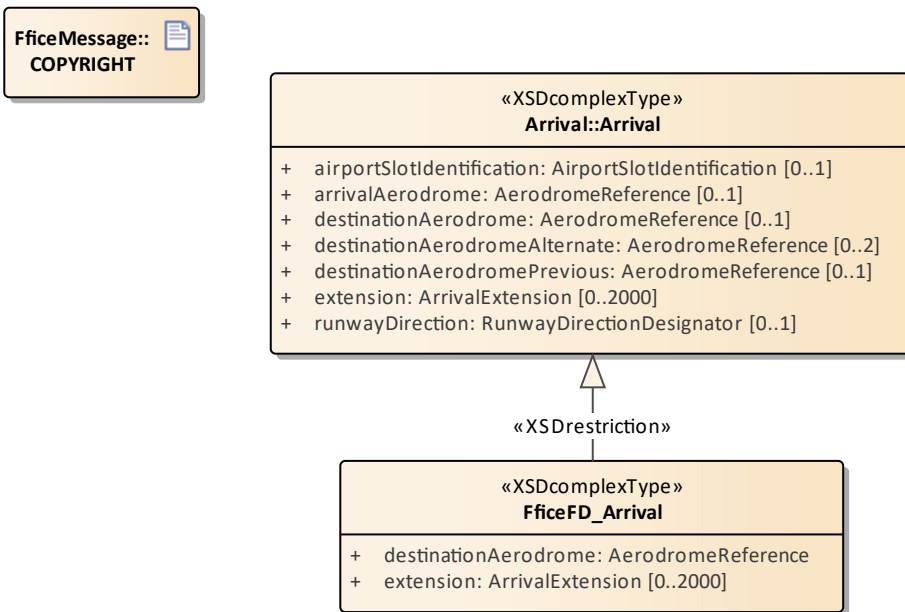 FficeMessage::
COPYRIGHT
«XSDcomplexType»
Arrival::Arrival
+ airportSlotIdentification: AirportSlotIdentification [0..1]
+ arrivalAerodrome: AerodromeReference [0..1]
+ destinationAerodrome: AerodromeReference [0..1]
+ destinationAerodromeAlternate: AerodromeReference [0..2]
+ destinationAerodromePrevious: AerodromeReference [0..1]
+ extension: ArrivalExtension [0..2000]
+ runwayDirection: RunwayDirectionDesignator [0..1]
«XSDrestriction»
«XSDcomplexType»
FficeFD_Arrival
+ destinationAerodrome: AerodromeReference
+ extension: ArrivalExtension [0..2000]